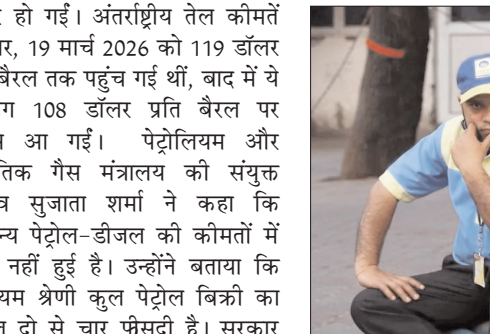 हो गईं। अंतर्राष्ट्रीय तेल कीमतें
19 मार्च 2026 को 119 डॉलर
बैरल तक पहुंच गई थीं, बाद में ये
108 डॉलर प्रति बैरल पर
आ गईं। पेट्रोलियम और
गैस मंत्रालय की संयुक्त
सुजाता शर्मा ने कहा कि
पेट्रोल-डीजल की कीमतों में
नहीं हुई है। उन्होंने बताया कि
श्रेणी कुल पेट्रोल बिक्री का
दो से चार फीसदी है। सरकार